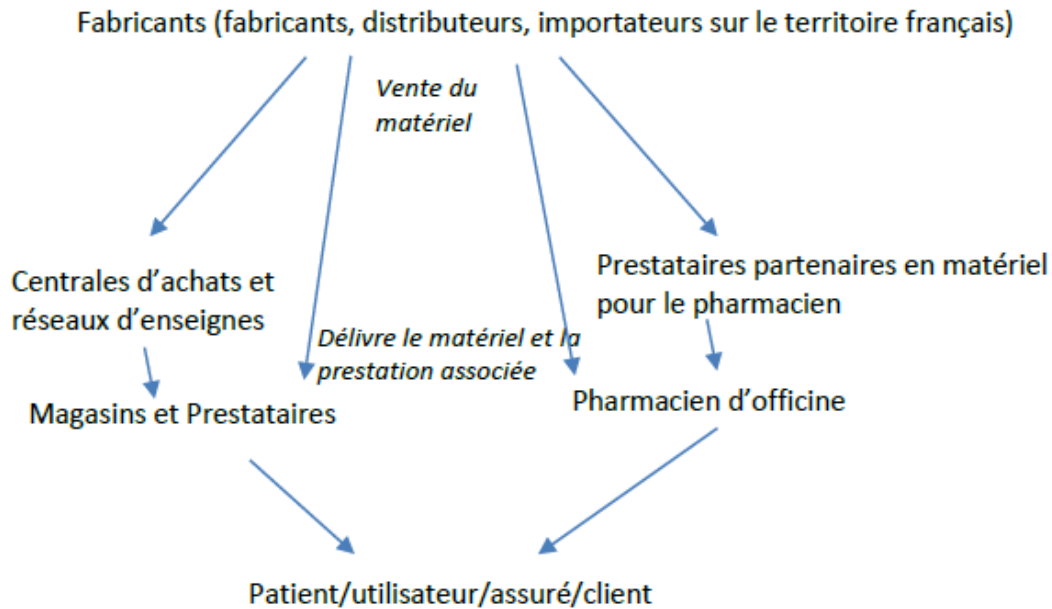 Fabricants (fabricants, distributeurs, importateurs sur le territoire français)
Vente du
matériel
Centrales d’achats et
réseaux d’enseignes
Prestataires partenaires en matériel
pour le pharmacien
Délivre le matériel et la
prestation associée
Magasins et Prestataires
Pharmacien d’officine
Patient/utilisateur/assuré/client